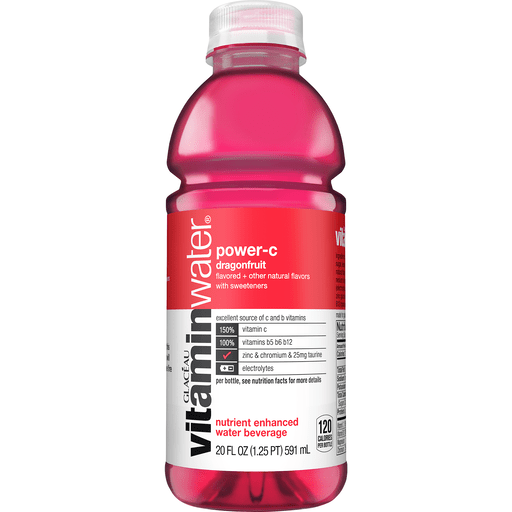 GLACÉAU
vitaminwater®
power-c
dragonfruit
flavored + other natural flavors
with sweeteners
excellent source of c and b vitamins
150% vitamin c
100% vitamins b5 b6 b12
✓ zinc & chromium & 25mg taurine
electrolytes
per bottle, see nutrition facts for more details
nutrient enhanced
water beverage
20 FL OZ (1.25 PT) 591 mL
120
CALORIES
PER BOTTLE